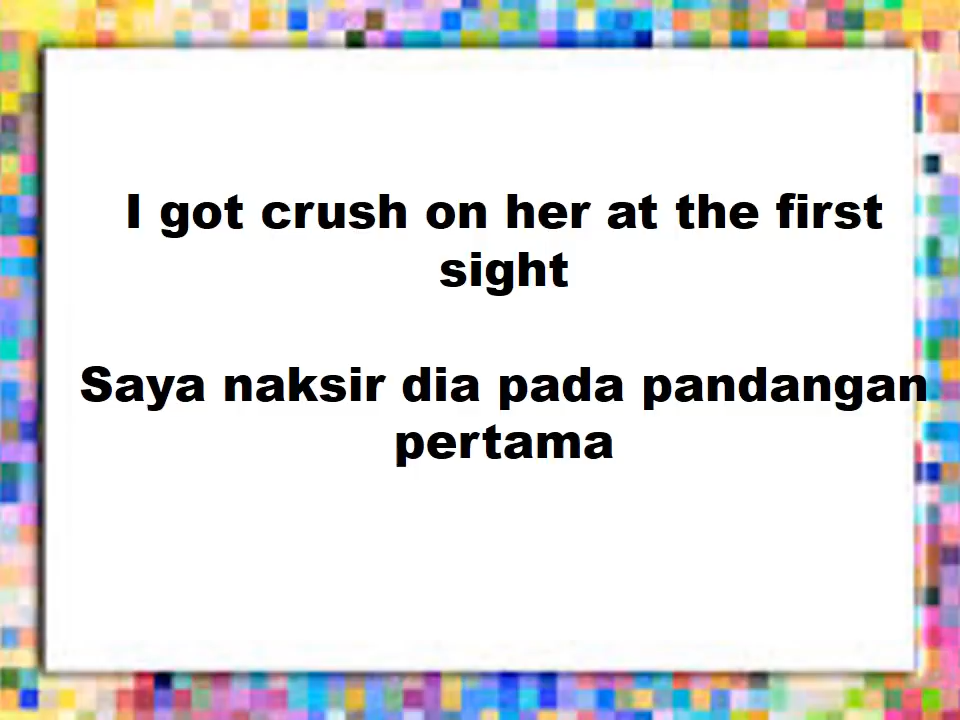 I got crush on her at the first
sight
Saya naksir dia pada pandangan
pertama